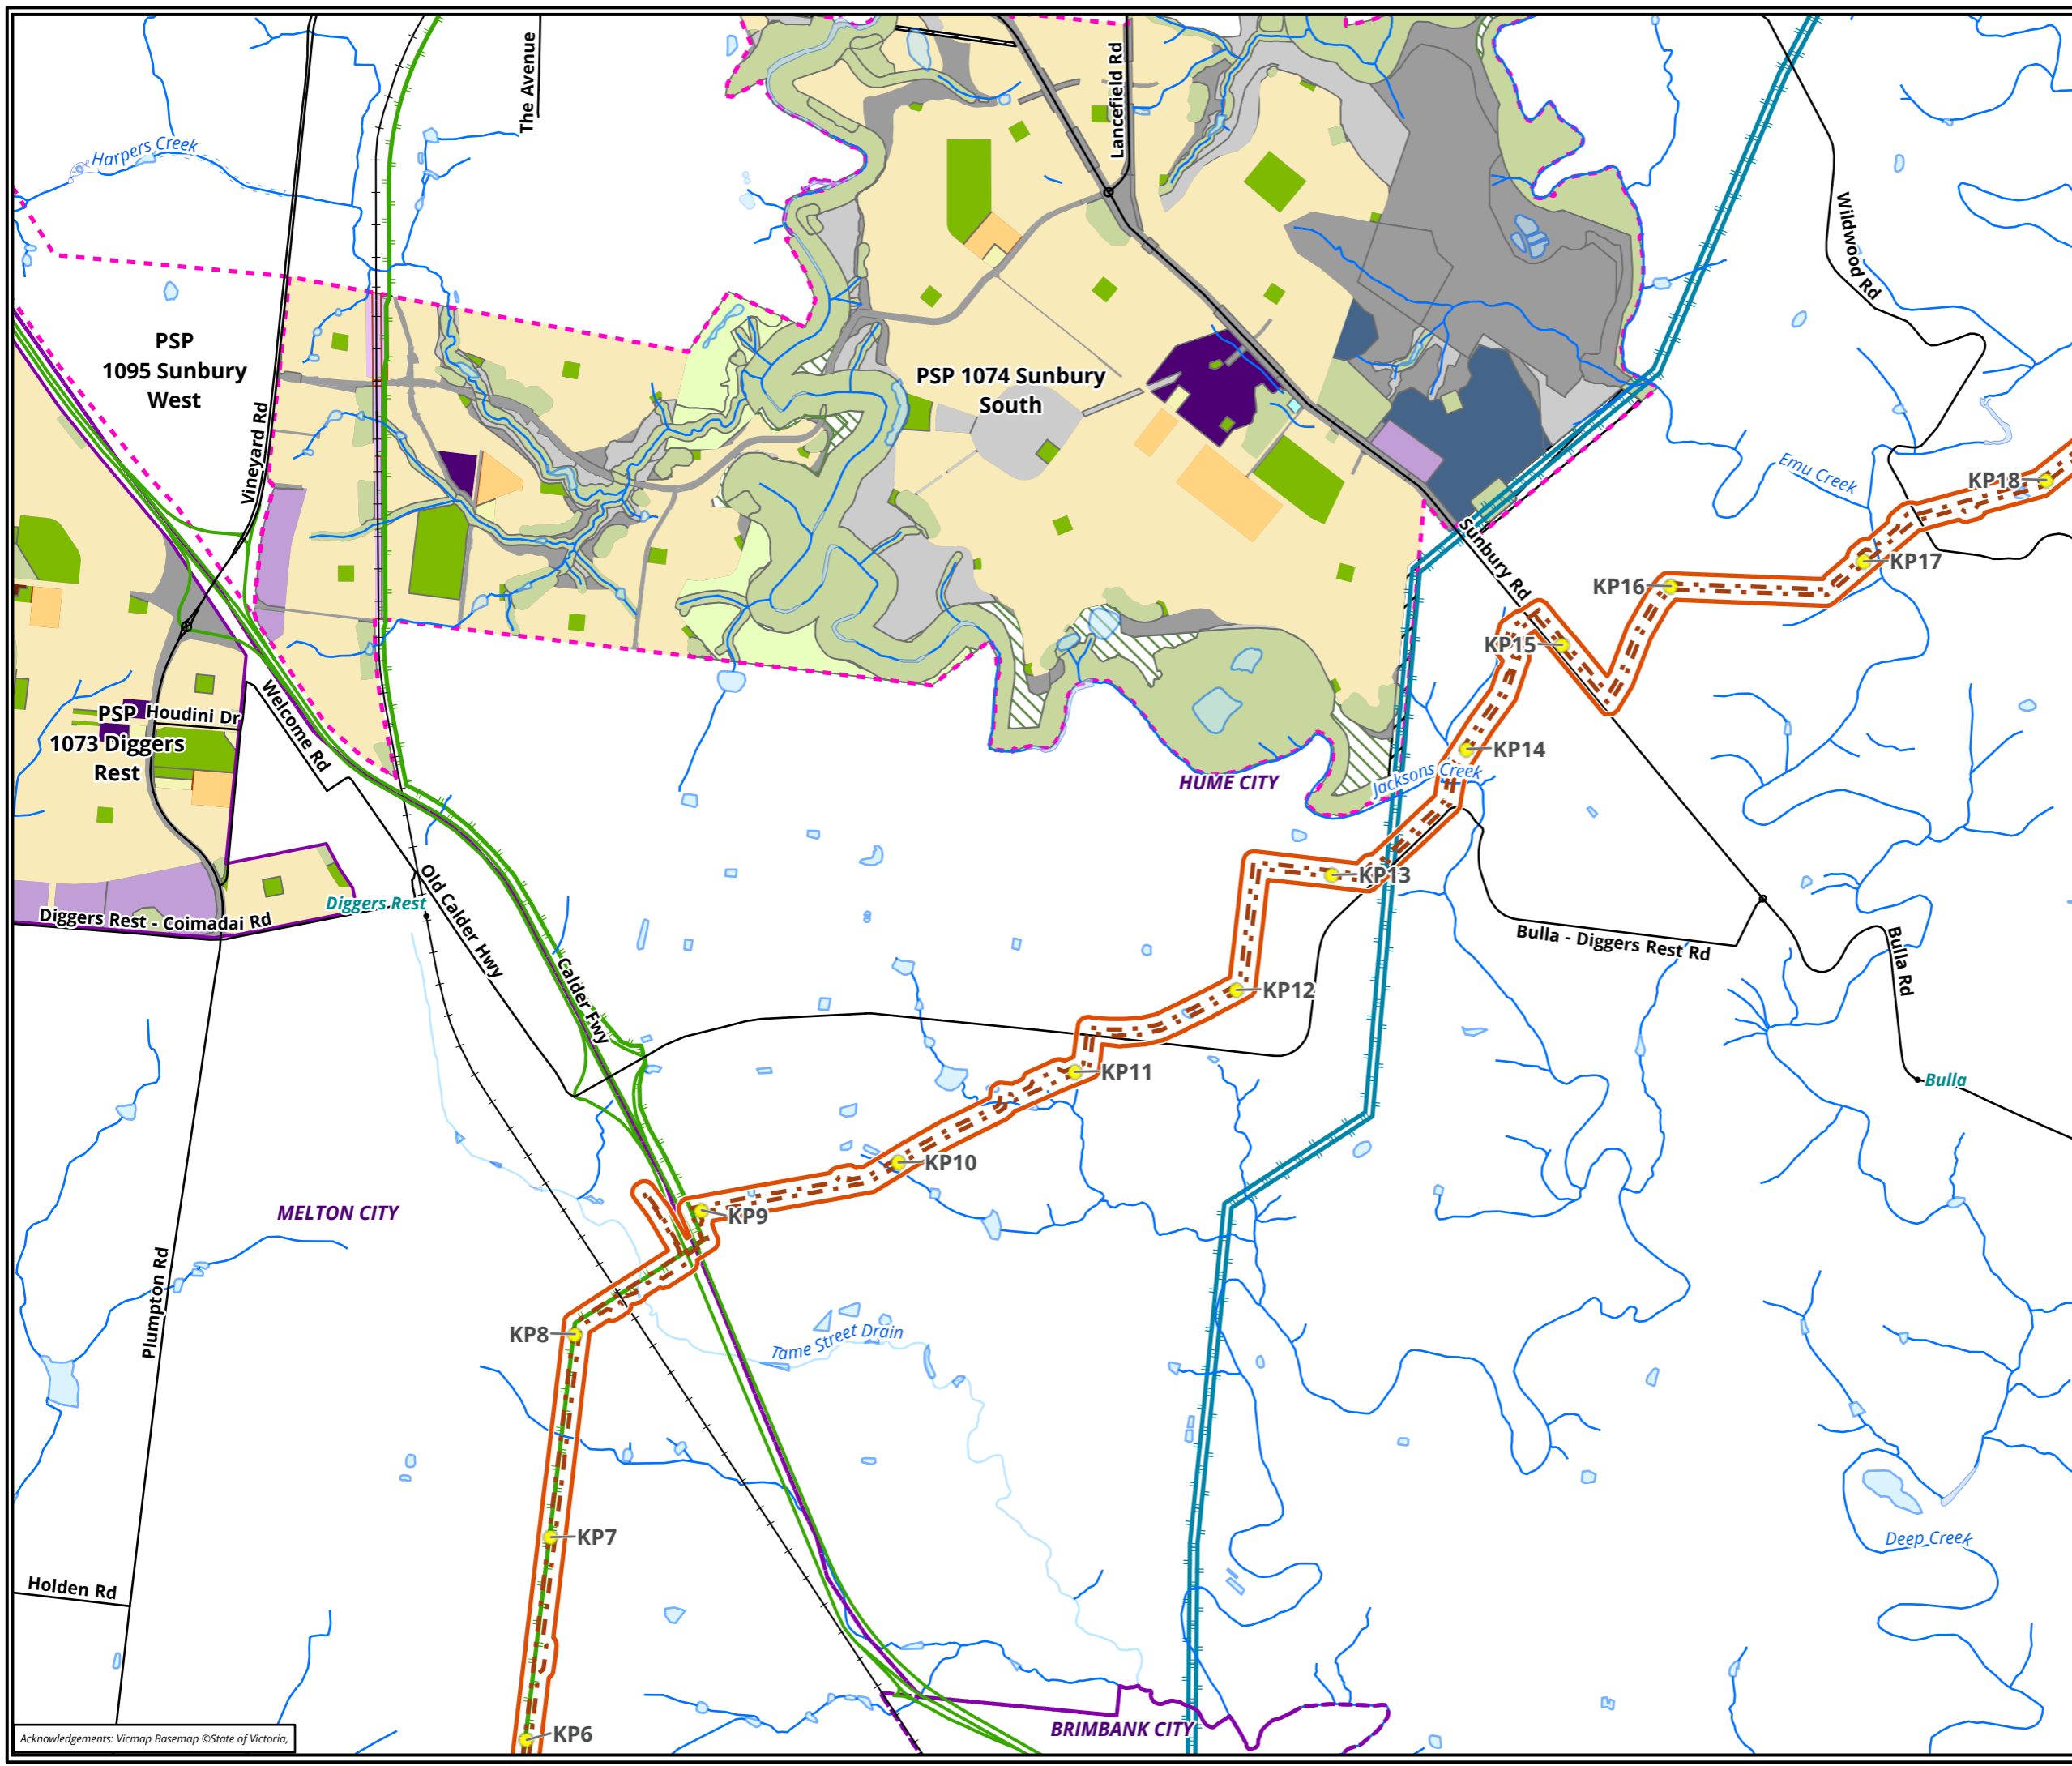 The Avenue
Lancefield Rd
Harpers Creek
Wildwood Rd
PSP
1095 Sunbury
West
PSP 1074 Sunbury
South
Vineyard Rd
Emu Creek
KP18
Sunbury Rd
KP17
KP16
KP15
Welcome Rd
PSP
1073 Diggers
Rest
Houdini Dr
KP14
Jacksons Creek
HUME CITY
KP13
Old Calder Hwy
Diggers Rest
Diggers Rest - Coimadai Rd
Bulla - Diggers Rest Rd
Bulla Rd
Calder Fwy
KP12
KP11
Bulla
KP10
MELTON CITY
KP9
Plumpton Rd
KP8
Tame Street Drain
KP7
Deep Creek
Holden Rd
BRIMBANK CITY
KP6
Acknowledgements: Vicmap Basemap ©State of Victoria,